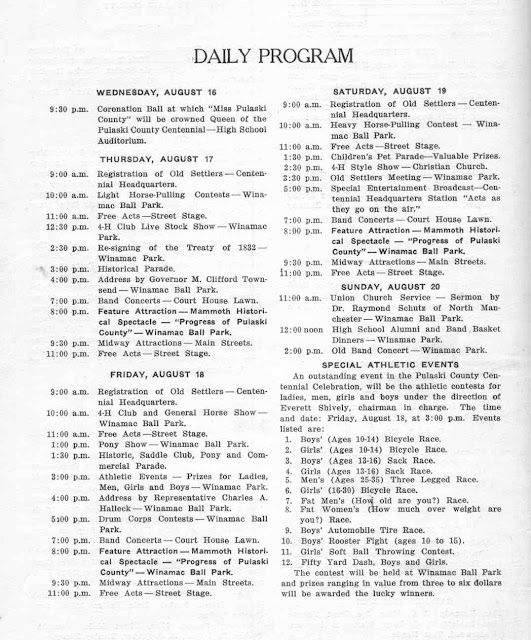 DAILY PROGRAM
WEDNESDAY, AUGUST 16
9:30 p.m. Coronation Ball at which "Miss Pulaski
County" will be crowned Queen of the
Pulaski County Centennial—High School
Auditorium.
THURSDAY, AUGUST 17
9:00 a.m. Registration of Old Settlers — Centen-
nial Headquarters.
10:00 a.m. Light Horse-Pulling Contests — Wina-
mac Ball Park.
11:00 a.m. Free Acts — Street Stage.
12:30 p.m. 4-H Club Live Stock Show — Winamac
Park.
2:30 p.m. Re-signing of the Treaty of 1832 —
Winamac Park.
3:00 p.m. Historical Parade.
4:00 p.m. Address by Governor M. Clifford Town-
send — Winamac Ball Park.
7:00 p.m. Band Concerts — Court House Lawn.
8:00 p.m. Feature Attraction — Mammoth Histori-
cal Spectacle — "Progress of Pulaski
County" — Winamac Ball Park.
9:30 p.m. Midway Attractions — Main Streets.
11:00 p.m. Free Acts — Street Stage.
FRIDAY, AUGUST 18
9:00 a.m. Registration of Old Settlers — Centen-
nial Headquarters.
10:00 a.m. 4-H Club and General Horse Show —
Winamac Ball Park.
11:00 a.m. Free Acts — Street Stage.
1:00 p.m. Pony Show — Winamac Ball Park.
1:30 p.m. Historic, Saddle Club, Pony and Com-
mercial Parade.
3:00 p.m. Athletic Events — Prizes for Ladies,
Men, Girls and Boys — Winamac Park.
4:00 p.m. Address by Representative Charles A.
Halleck — Winamac Ball Park.
5:00 p.m. Drum Corps Contests — Winamac Ball
Park.
7:00 p.m. Band Concerts — Court House Lawn.
8:00 p.m. Feature Attraction — Mammoth Histori-
cal Spectacle — "Progress of Pulaski
County" — Winamac Ball Park.
9:30 p.m. Midway Attractions — Main Streets.
11:00 p.m. Free Acts — Street Stage.
SATURDAY, AUGUST 19
9:00 a.m. Registration of Old Settlers — Centen-
nial Headquarters.
10:00 a.m. Heavy Horse-Pulling Contest — Wina-
mac Ball Park.
11:00 a.m. Free Acts — Street Stage.
1:30 p.m. Children's Pet Parade—Valuable Prizes.
2:30 p.m. 4-H Style Show — Christian Church.
3:30 p.m. Old Settlers Meeting — Winamac Park.
5:00 p.m. Special Entertainment Broadcast—Cen-
tennial Headquarters Station "Acts as
they go on the air."
7:00 p.m. Band Concerts — Court House Lawn.
8:00 p.m. Feature Attraction — Mammoth Histori-
cal Spectacle — "Progress of Pulaski
County" — Winamac Ball Park.
9:30 p.m. Midway Attractions — Main Streets.
11:00 p.m. Free Acts — Street Stage.
SUNDAY, AUGUST 20
11:00 a.m. Union Church Service — Sermon by
Dr. Raymond Schutz of North Man-
chester — Winamac Ball Park.
12:00 noon High School Alumni and Band Basket
Dinners — Winamac Park.
2:00 p.m. Old Band Concert — Winamac Park.
SPECIAL ATHLETIC EVENTS
An outstanding event in the Pulaski County Cen-
tennial Celebration, will be the athletic contests for
ladies, men, girls and boys under the direction of
Everett Shively, chairman in charge. The time
and date: Friday, August 18, at 3:00 p.m. Events
listed are:
1. Boys' (Ages 10-14) Bicycle Race.
2. Girls' (Ages 10-14) Bicycle Race.
3. Boys' (Ages 13-16) Sack Race.
4. Girls (Ages 13-16) Sack Race.
5. Men's (Ages 25-35) Three Legged Race.
6. Girls' (16-30) Bicycle Race.
7. Fat Men's (How old are you?) Race.
8. Fat Women's (How much over weight are
you?) Race.
9. Boys' Automobile Tire Race.
10. Boys' Rooster Fight (ages 10 to 15).
11. Girls' Soft Ball Throwing Contest.
12. Fifty Yard Dash, Boys and Girls.
The contest will be held at Winamac Ball Park
and prizes ranging in value from three to six dollars
will be awarded the lucky winners.